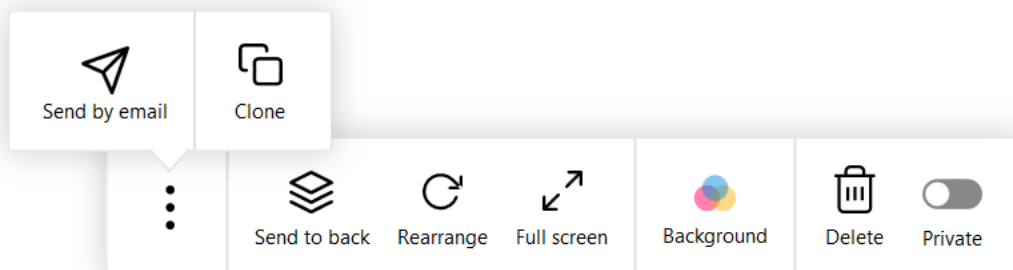 Send by email
Clone
Send to back
Rearrange
Full screen
Background
Delete
Private